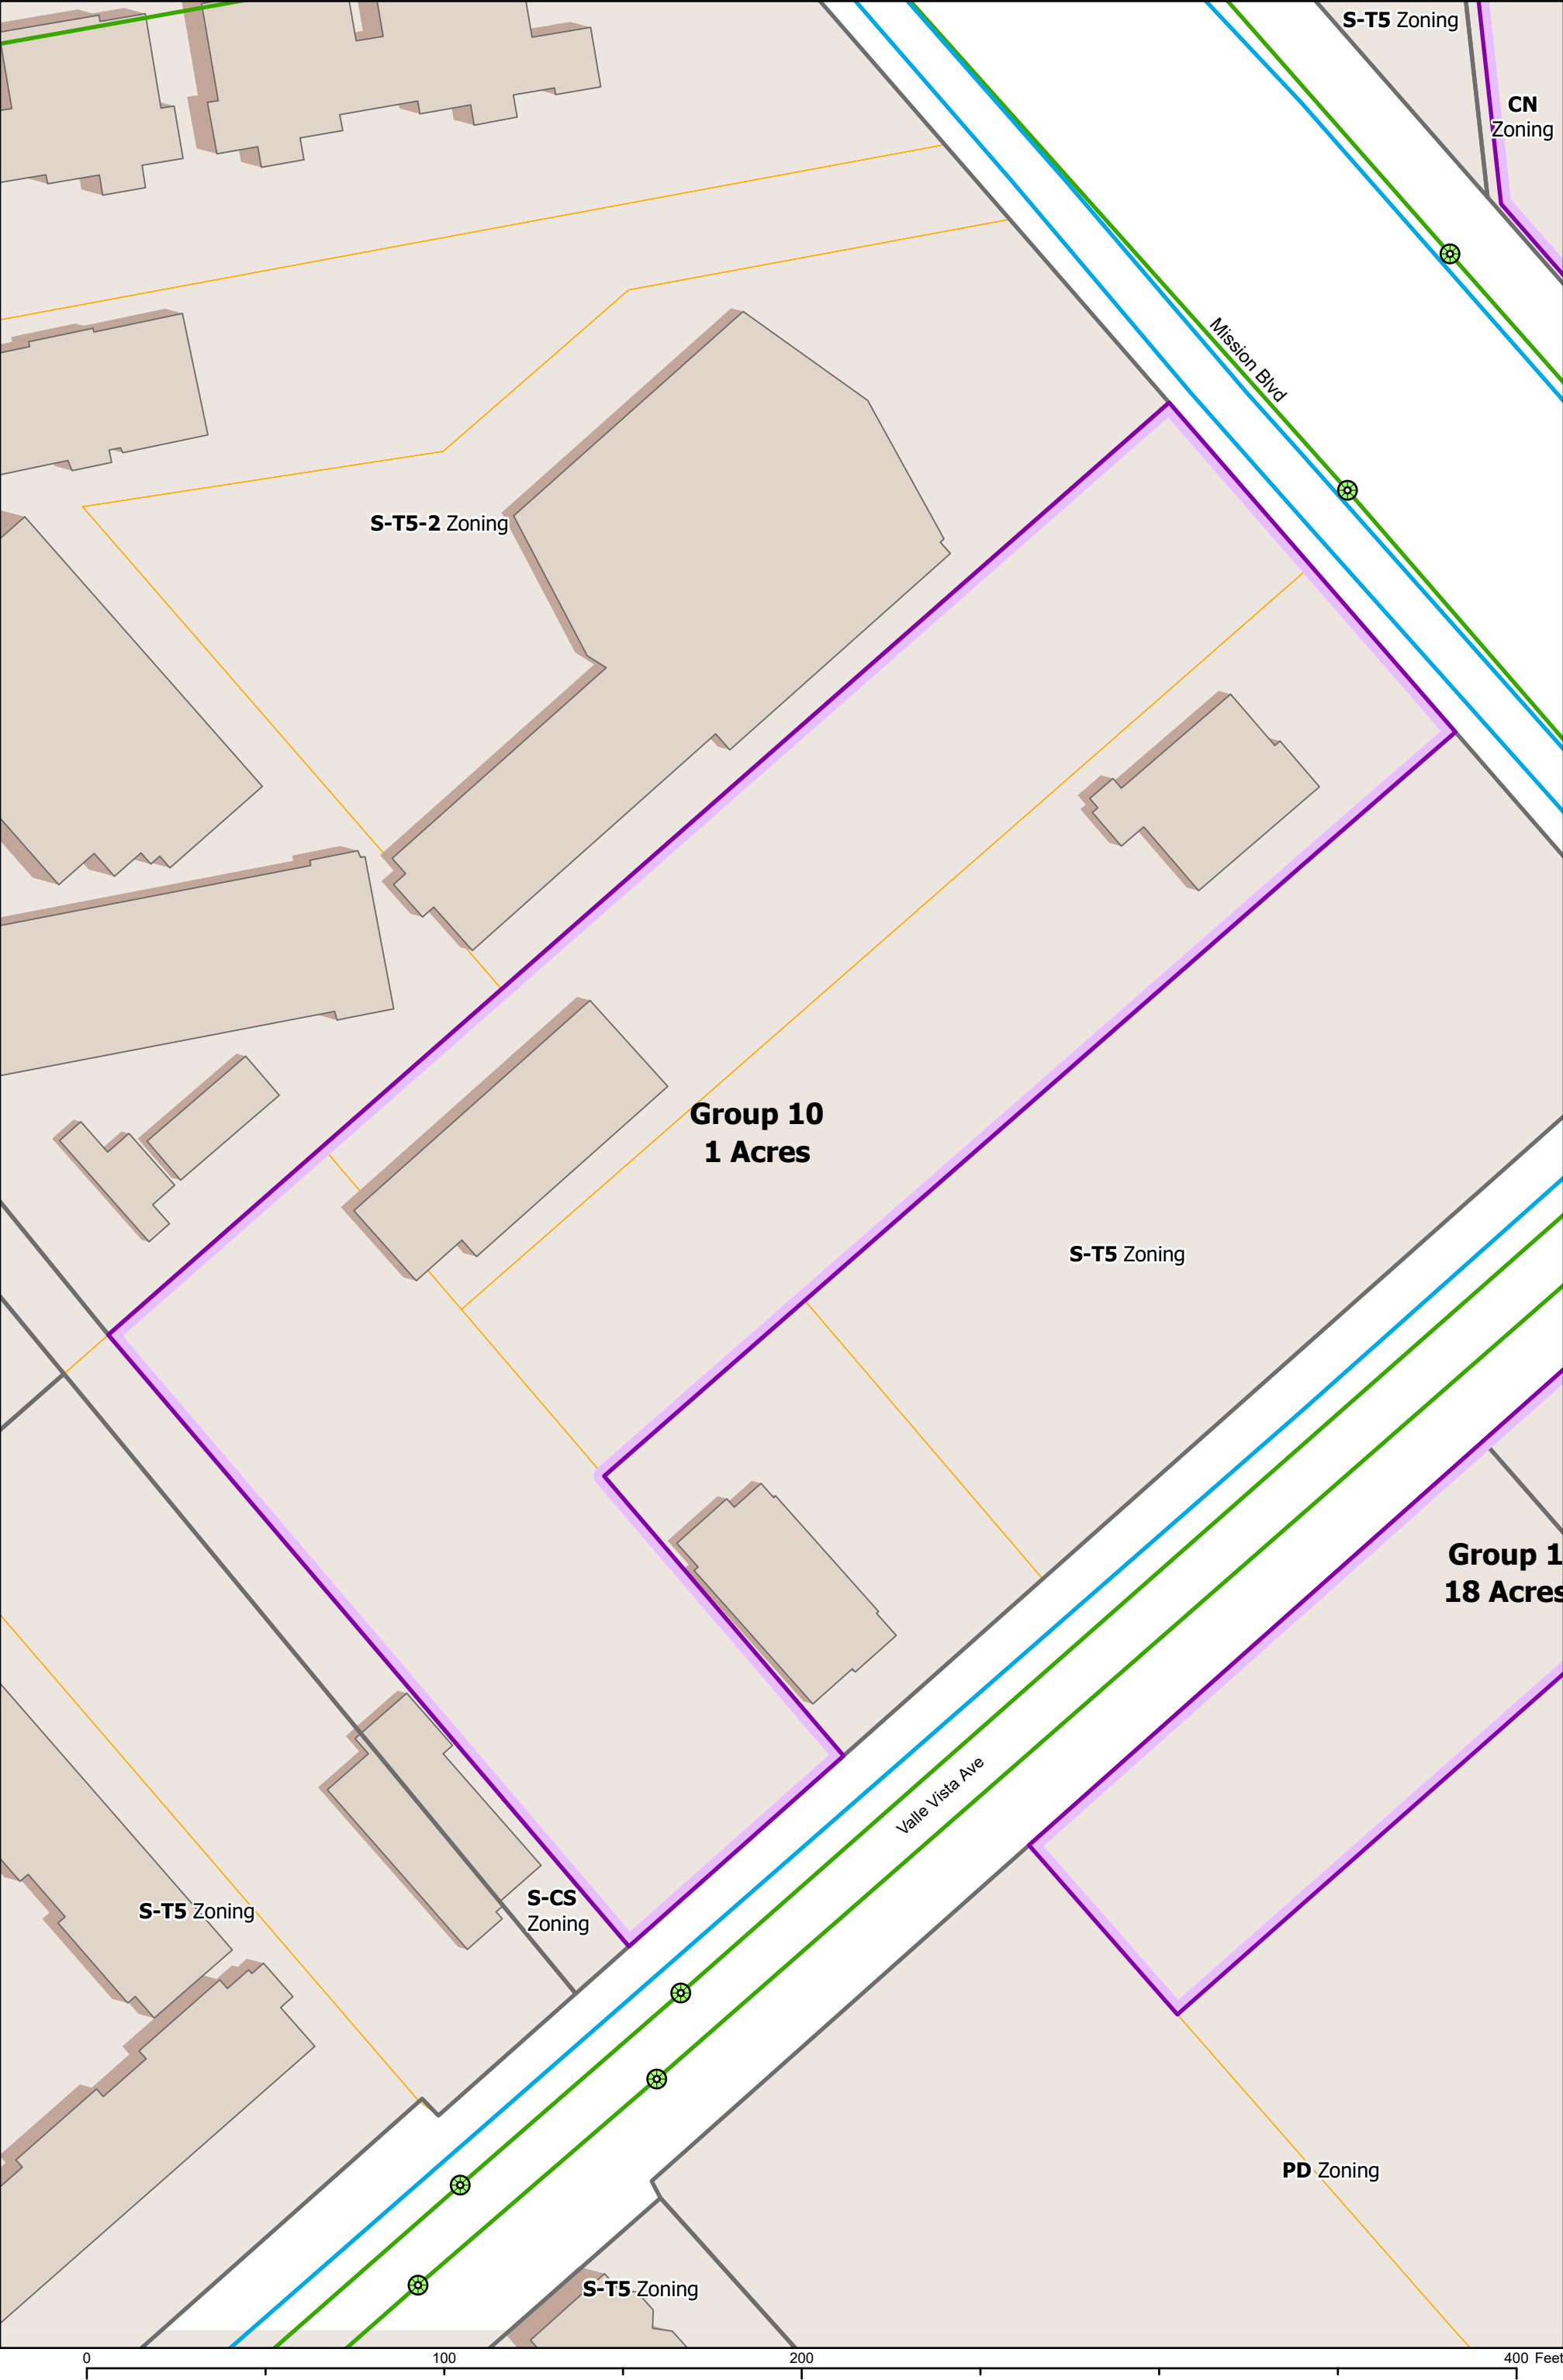 S-T5 Zoning
CN
Zoning
Mission Blvd
S-T5-2 Zoning
Group 10
1 Acres
S-T5 Zoning
Group 1
18 Acres
Valle Vista Ave
S-CS
Zoning
S-T5 Zoning
PD Zoning
S-T5 Zoning
0 100 200 400 Feet